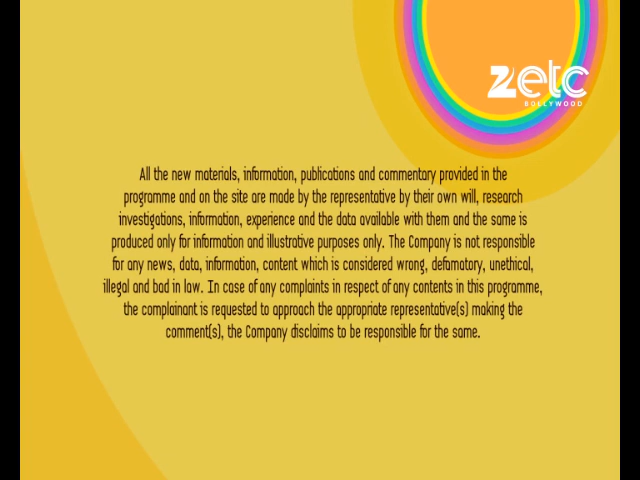 zetc
BOLLYWOOD
All the new materials, information, publications and commentary provided in the
programme and on the site are made by the representative by their own will, research
investigations, information, experience and the data available with them and the same is
produced only for information and illustrative purposes only. The Company is not responsible
for any news, data, information, content which is considered wrong, defamatory, unethical,
illegal and bad in law. In case of any complaints in respect of any contents in this programme,
the complainant is requested to approach the appropriate representative(s) making the
comment(s), the Company disclaims to be responsible for the same.